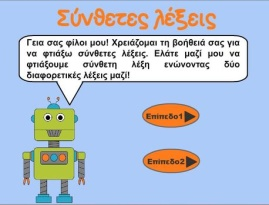 Σύνθετες λέξεις
Γεια σας φίλοι μου! Χρειάζομαι τη βοήθειά σας για
να φτιάξω σύνθετες λέξεις. Ελάτε μαζί μου να
φτιάξουμε σύνθετη λέξη ενώνοντας δύο
διαφορετικές λέξεις μαζί!
Επίπεδο1
Επίπεδο2